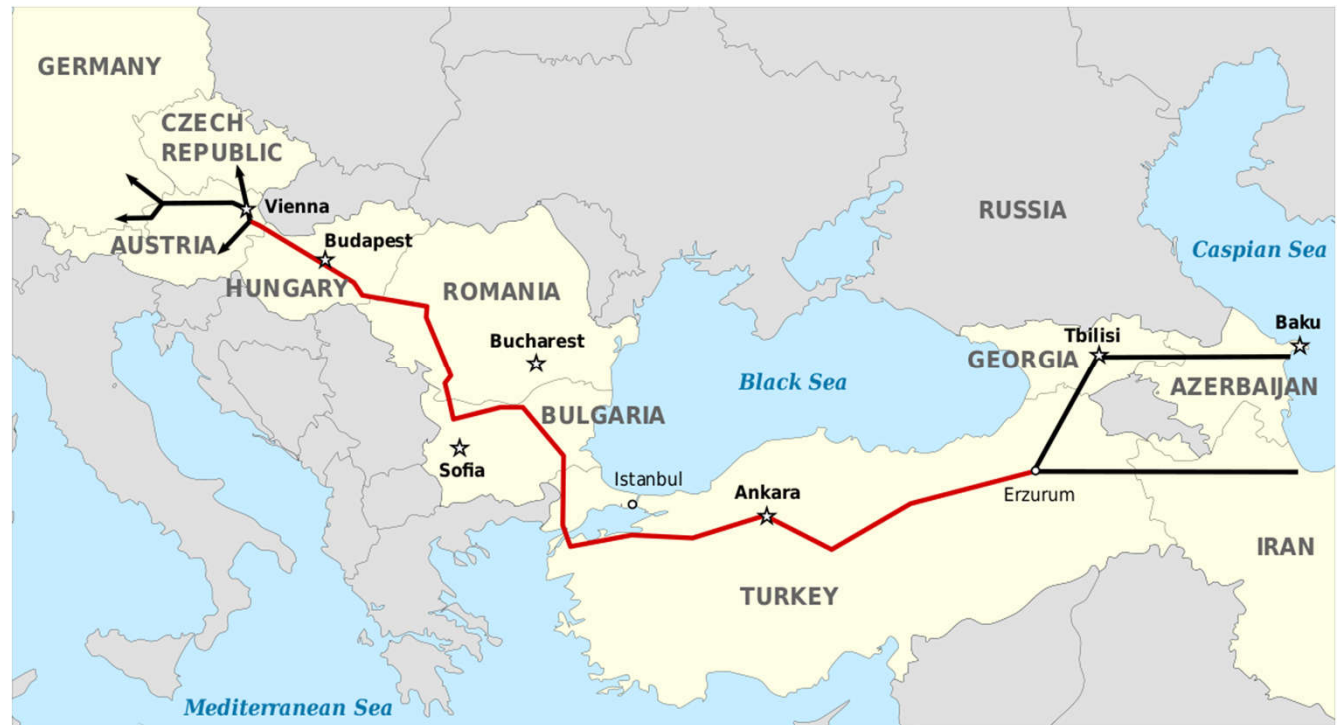 GERMANY
CZECH
REPUBLIC
Vienna
RUSSIA
AUSTRIA
Budapest
Caspian Sea
HUNGARY
ROMANIA
Baku
Tbilisi
Bucharest
GEORGIA
Black Sea
AZERBAIJAN
BULGARIA
Sofia
Istanbul
Ankara
Erzurum
IRAN
TURKEY
Mediterranean Sea